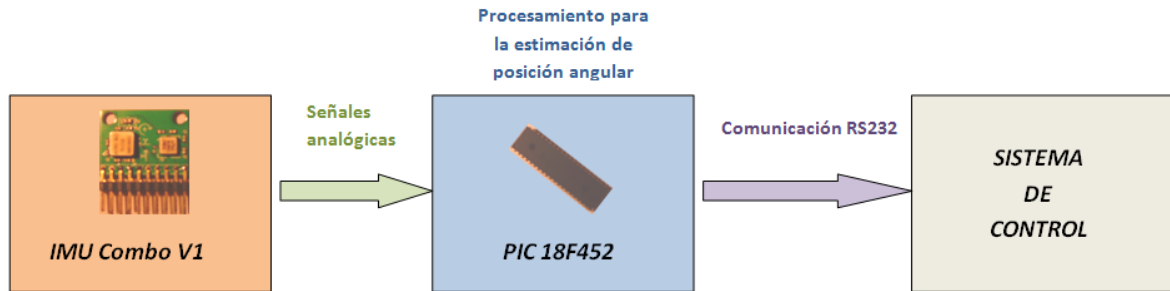 Procesamiento para
la estimación de
posición angular
Señales
analógicas
Comunicación RS232
IMU Combo V1
PIC 18F452
SISTEMA
DE
CONTROL